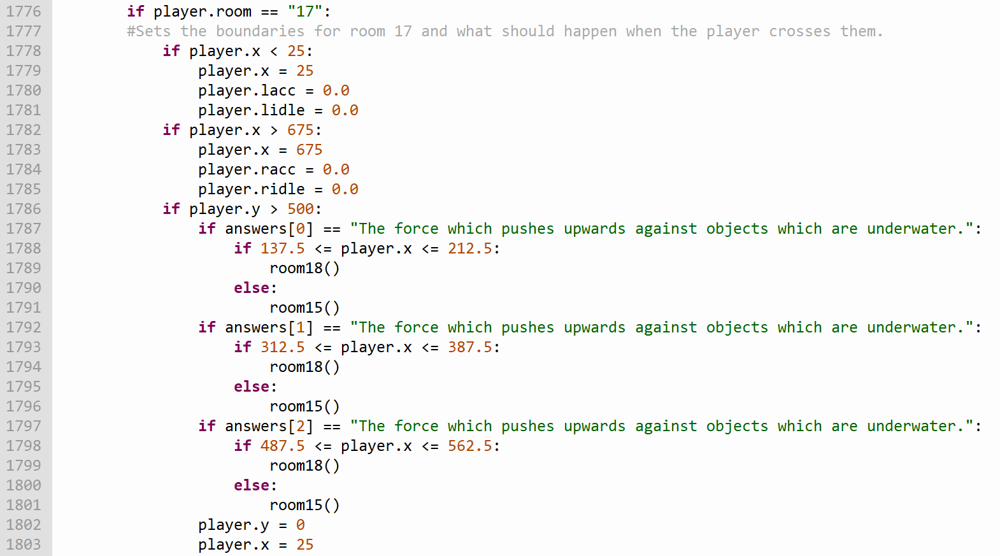 1776 if player.room == "17":
1777 #Sets the boundaries for room 17 and what should happen when the player crosses them.
1778 if player.x < 25:
1779 player.x = 25
1780 player.lacc = 0.0
1781 player.lidle = 0.0
1782 if player.x > 675:
1783 player.x = 675
1784 player.racc = 0.0
1785 player.ridle = 0.0
1786 if player.y > 500:
1787 if answers[0] == "The force which pushes upwards against objects which are underwater.":
1788 if 137.5 <= player.x <= 212.5:
1789 room18()
1790 else:
1791 room15()
1792 if answers[1] == "The force which pushes upwards against objects which are underwater.":
1793 if 312.5 <= player.x <= 387.5:
1794 room18()
1795 else:
1796 room15()
1797 if answers[2] == "The force which pushes upwards against objects which are underwater.":
1798 if 487.5 <= player.x <= 562.5:
1799 room18()
1800 else:
1801 room15()
1802 player.y = 0
1803 player.x = 25